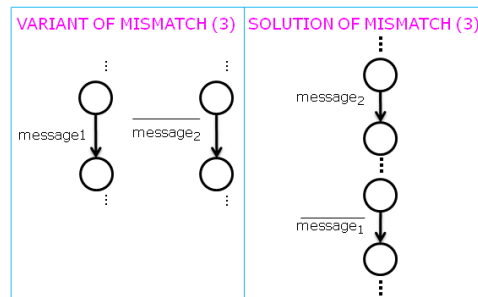 VARIANT OF MISMATCH (3)
message1
message₂
SOLUTION OF MISMATCH (3)
message₂
message₁